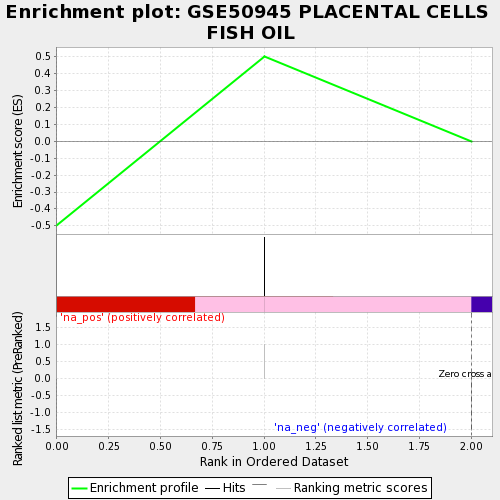 Enrichment plot: GSE50945 PLACENTAL CELLS
FISH OIL
Enrichment score (ES)
0.5
0.4
0.3
0.2
0.1
0.0
-0.1
-0.2
-0.3
-0.4
-0.5
'na_pos' (positively correlated)
Ranked list metric (PreRanked)
1.5
1.0
0.5
0.0
-0.5
-1.0
-1.5
Zero cross a
'na_neg' (negatively correlated)
0.00 0.25 0.50 0.75 1.00 1.25 1.50 1.75 2.00
Rank in Ordered Dataset
Enrichment profile Hits Ranking metric scores